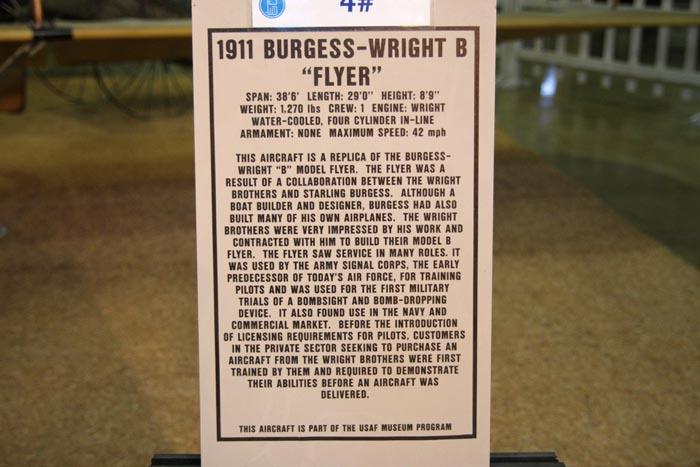 4#
1911 BURGESS-WRIGHT B
"FLYER"
SPAN: 38'6' LENGTH: 29'0" HEIGHT: 8'9"
WEIGHT: 1,270 lbs CREW: 1 ENGINE: WRIGHT
WATER-COOLED, FOUR CYLINDER IN-LINE
ARMAMENT: NONE MAXIMUM SPEED: 42 mph
THIS AIRCRAFT IS A REPLICA OF THE BURGESS-
WRIGHT "B" MODEL FLYER. THE FLYER WAS A
RESULT OF A COLLABORATION BETWEEN THE WRIGHT
BROTHERS AND STARLING BURGESS. ALTHOUGH A
BOAT BUILDER AND DESIGNER, BURGESS HAD ALSO
BUILT MANY OF HIS OWN AIRPLANES. THE WRIGHT
BROTHERS WERE VERY IMPRESSED BY HIS WORK AND
CONTRACTED WITH HIM TO BUILD THEIR MODEL B
FLYER. THE FLYER SAW SERVICE IN MANY ROLES. IT
WAS USED BY THE ARMY SIGNAL CORPS, THE EARLY
PREDECESSOR OF TODAY'S AIR FORCE, FOR TRAINING
PILOTS AND WAS USED FOR THE FIRST MILITARY
TRIALS OF A BOMBSIGHT AND BOMB-DROPPING
DEVICE. IT ALSO FOUND USE IN THE NAVY AND
COMMERCIAL MARKET. BEFORE THE INTRODUCTION
OF LICENSING REQUIREMENTS FOR PILOTS, CUSTOMERS
IN THE PRIVATE SECTOR SEEKING TO PURCHASE AN
AIRCRAFT FROM THE WRIGHT BROTHERS WERE FIRST
TRAINED BY THEM AND REQUIRED TO DEMONSTRATE
THEIR ABILITIES BEFORE AN AIRCRAFT WAS
DELIVERED.
THIS AIRCRAFT IS PART OF THE USAF MUSEUM PROGRAM